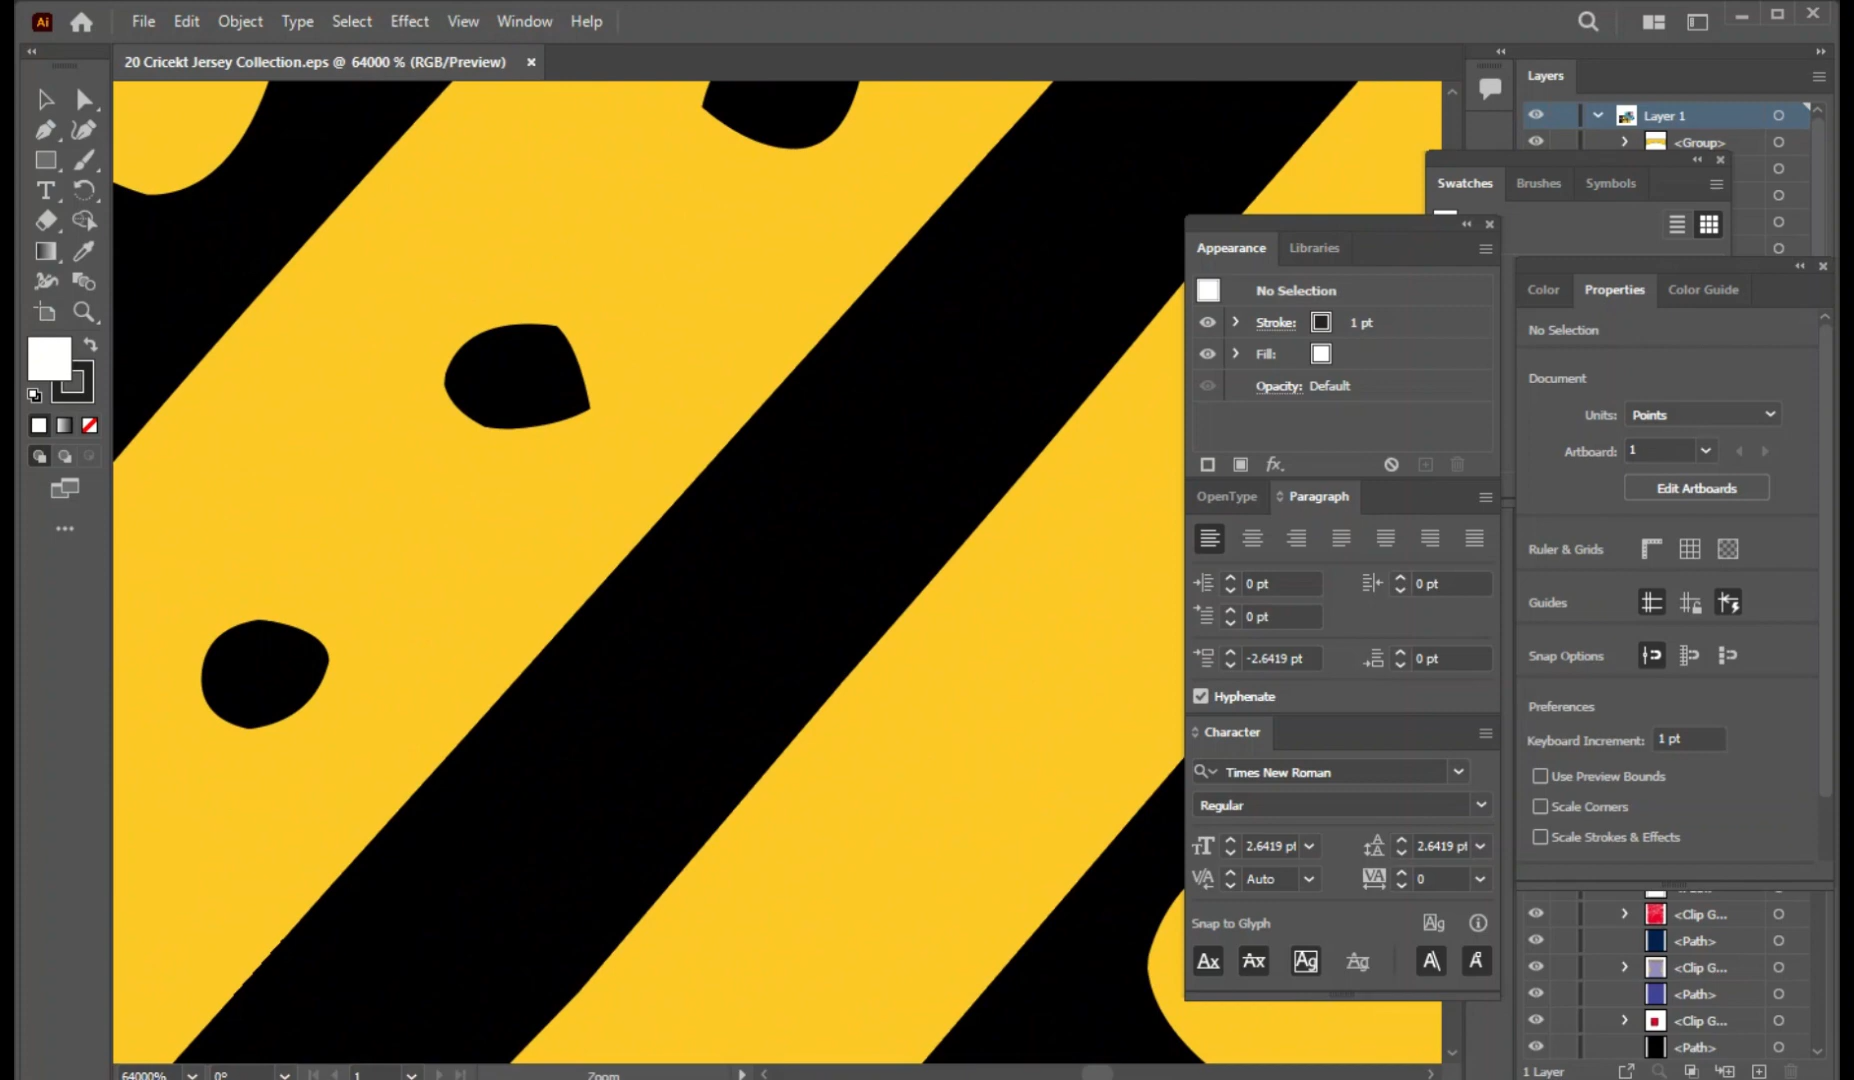 Ai File Edit Object Type Select Effect View Window Help
20 Cricekt Jersey Collection.eps @ 64000 % (RGB/Preview) ×
Layers
Layer 1
<Group>
Swatches Brushes Symbols
Appearance Libraries
No Selection
Stroke: 1 pt
Fill:
Opacity: Default
fx.
Color Properties Color Guide
No Selection
Document
Units: Points
Artboard: 1
Edit Artboards
Ruler & Grids
Guides
Snap Options
Preferences
Keyboard Increment: 1 pt
Use Preview Bounds
Scale Corners
Scale Strokes & Effects
OpenType Paragraph
0 pt 0 pt
0 pt
-2.6419 pt 0 pt
Hyphenate
Character
Times New Roman
Regular
2.6419 pt 2.6419 pt
Auto 0
Snap to Glyph
Ax Ax Ag Ag A A
<Clip G...
<Path>
<Clip G...
<Path>
<Clip G...
<Path>
1 Layer
64000% 0° 1 Zoom